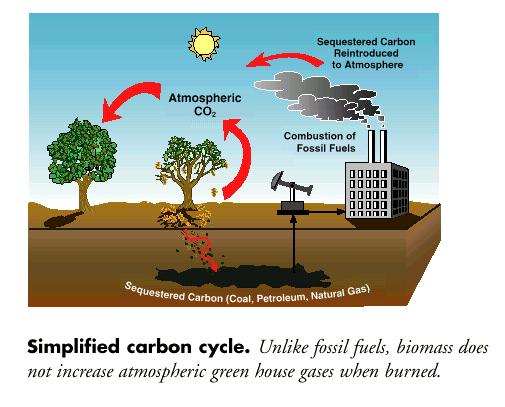 Sequestered Carbon
Reintroduced
to Atmosphere
Atmospheric
CO₂
Combustion of
Fossil Fuels
Sequestered Carbon (Coal, Petroleum, Natural Gas)
Simplified carbon cycle. Unlike fossil fuels, biomass does
not increase atmospheric green house gases when burned.